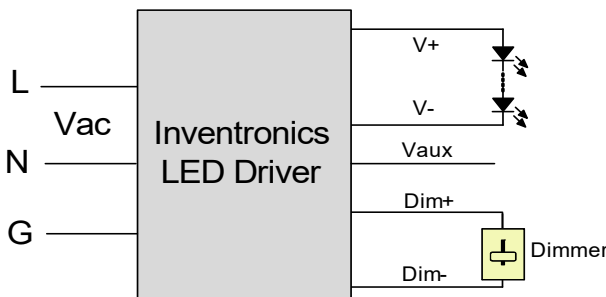 L
Vac
N
G
Inventronics
LED Driver
V+
V-
Vaux
Dim+
Dim-
Dimmer